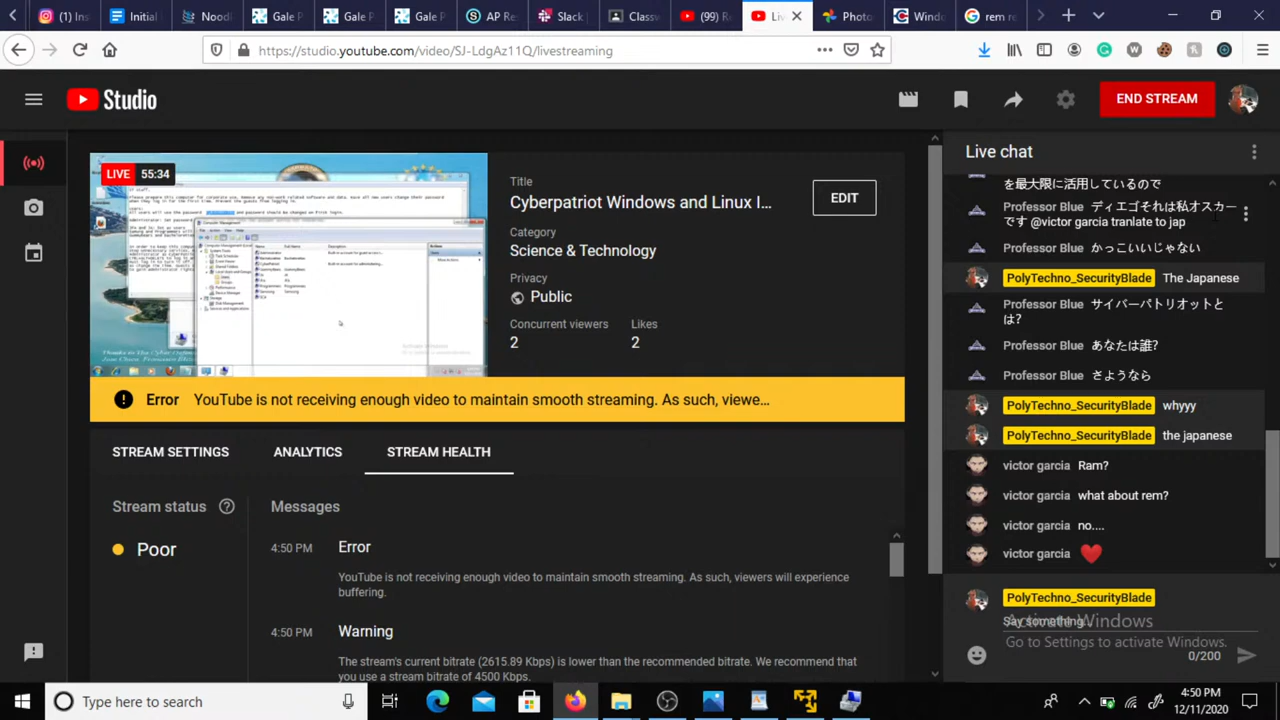 (1) Ins
Initial
Noodl
Gale P
Gale P
Gale P
AP Re
Slack
Classv
(99) R
Liv
Photo
Windo
rem re
https://studio.youtube.com/video/SJ-LdgAz11Q/livestreaming
Studio
END STREAM
LIVE 55:34
Title
Cyberpatriot Windows and Linux I...
EDIT
Category
Science & Technology
Privacy
Public
Concurrent viewers
Likes
2
2
Error YouTube is not receiving enough video to maintain smooth streaming. As such, viewe...
STREAM SETTINGS
ANALYTICS
STREAM HEALTH
Stream status
Poor
Messages
4:50 PM Error
YouTube is not receiving enough video to maintain smooth streaming. As such, viewers will experience
buffering.
4:50 PM Warning
The stream's current bitrate (2615.89 Kbps) is lower than the recommended bitrate. We recommend that
you use a stream bitrate of 4500 Kbps.
Live chat
を最大限に活用しているので
Professor Blue ディエゴそれは私オスカー
です @victor garcia translate to jap
Professor Blue かっこいいじゃない
PolyTechno_SecurityBlade The Japanese
Professor Blue サイバーパトリオットと
は?
Professor Blue あなたは誰?
Professor Blue さようなら
PolyTechno_SecurityBlade whyyy
PolyTechno_SecurityBlade the japanese
victor garcia Ram?
victor garcia what about rem?
victor garcia no....
victor garcia
PolyTechno_SecurityBlade
Say something...
Activate Windows
Go to Settings to activate Windows.
0/200
Type here to search
4:50 PM
12/11/2020